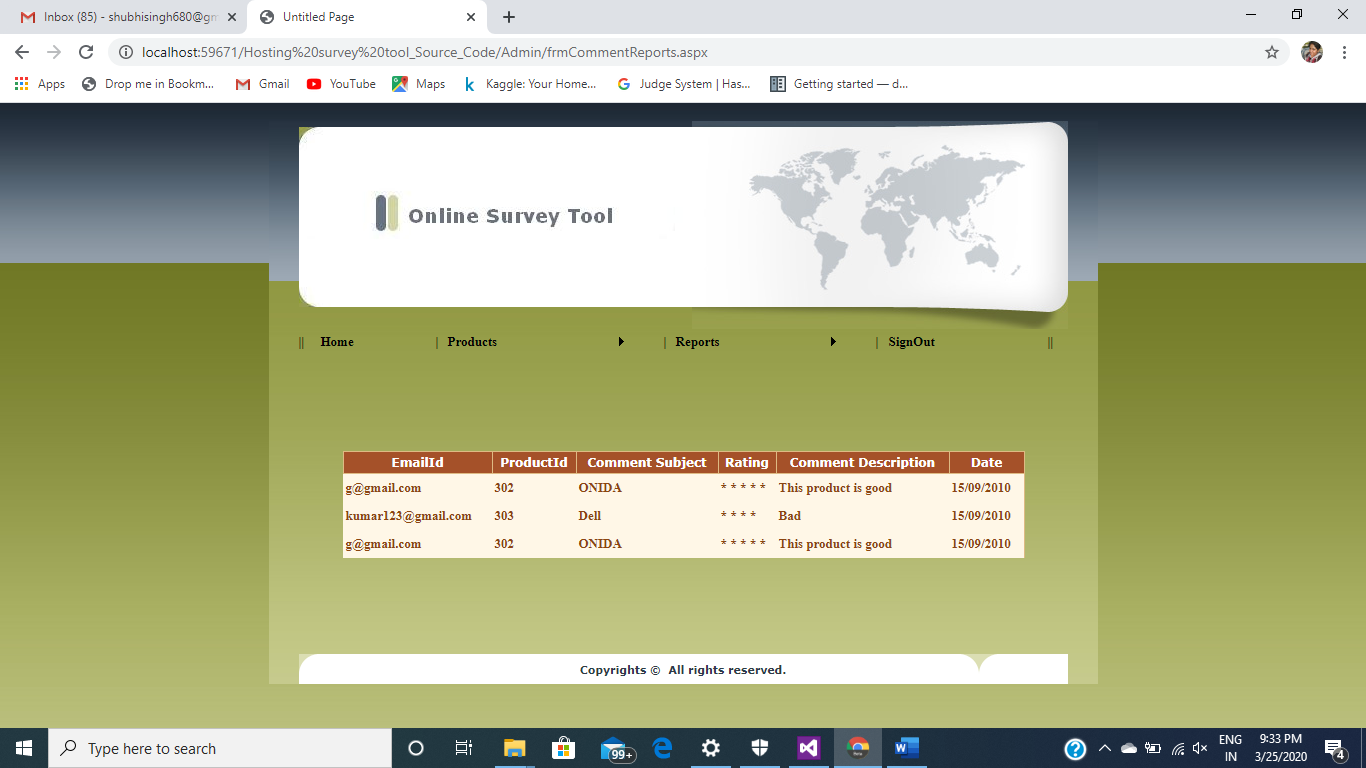 Inbox (85) - shubhisingh680@gm
Untitled Page
localhost:59671/Hosting%20survey%20tool_Source_Code/Admin/frmCommentReports.aspx
Apps Drop me in Bookm... Gmail YouTube Maps Kaggle: Your Home... Judge System | Has... Getting started — d...
Online Survey Tool
|| Home | Products | Reports | SignOut ||
EmailId ProductId Comment Subject Rating Comment Description Date
g@gmail.com 302 ONIDA * * * * * This product is good 15/09/2010
kumar123@gmail.com 303 Dell * * * * Bad 15/09/2010
g@gmail.com 302 ONIDA * * * * * This product is good 15/09/2010
Copyrights © All rights reserved.
Type here to search
99+
ENG
IN
9:33 PM
3/25/2020
4